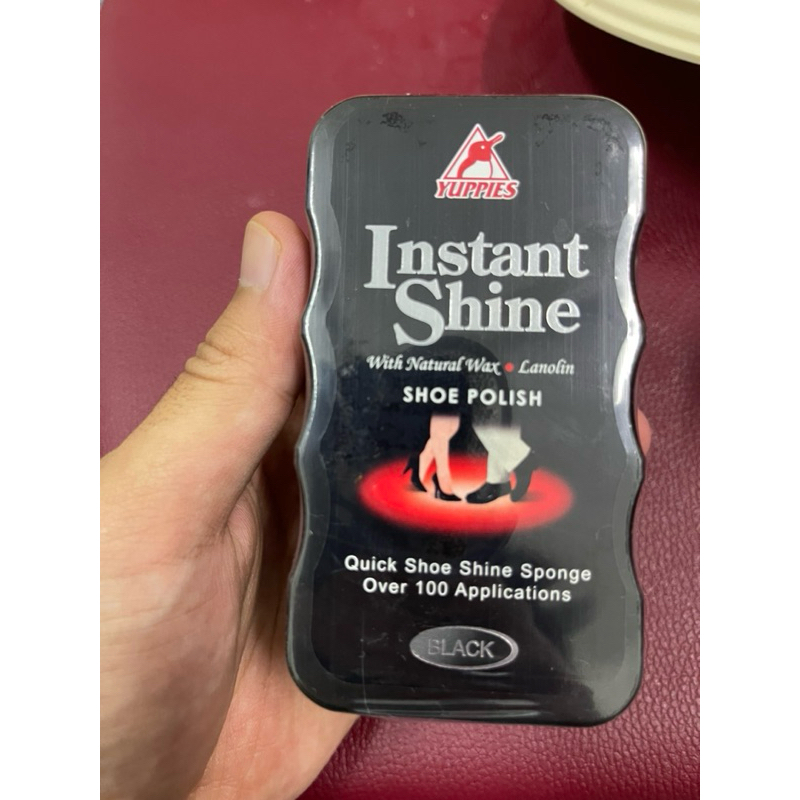 YUPPIES
Instant
Shine
With Natural Wax • Lanolin
SHOE POLISH
Quick Shoe Shine Sponge
Over 100 Applications
BLACK